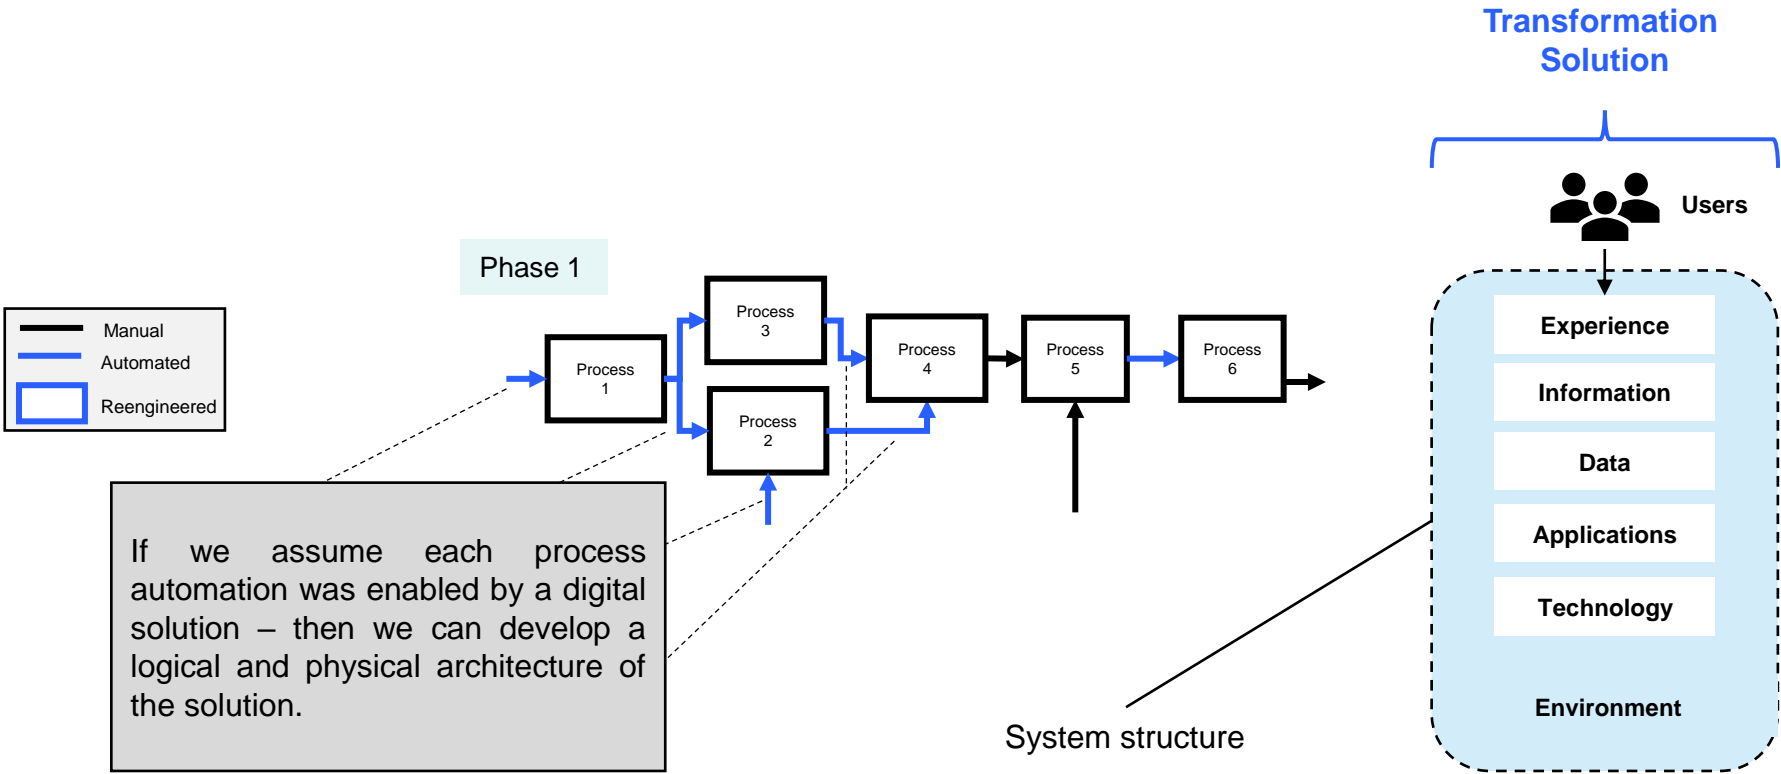 Transformation
Solution
Users
Phase 1
Manual
Automated
Reengineered
Process
1
Process
3
Process
2
Process
4
Process
5
Process
6
If we assume each process
automation was enabled by a digital
solution – then we can develop a
logical and physical architecture of
the solution.
System structure
Experience
Information
Data
Applications
Technology
Environment